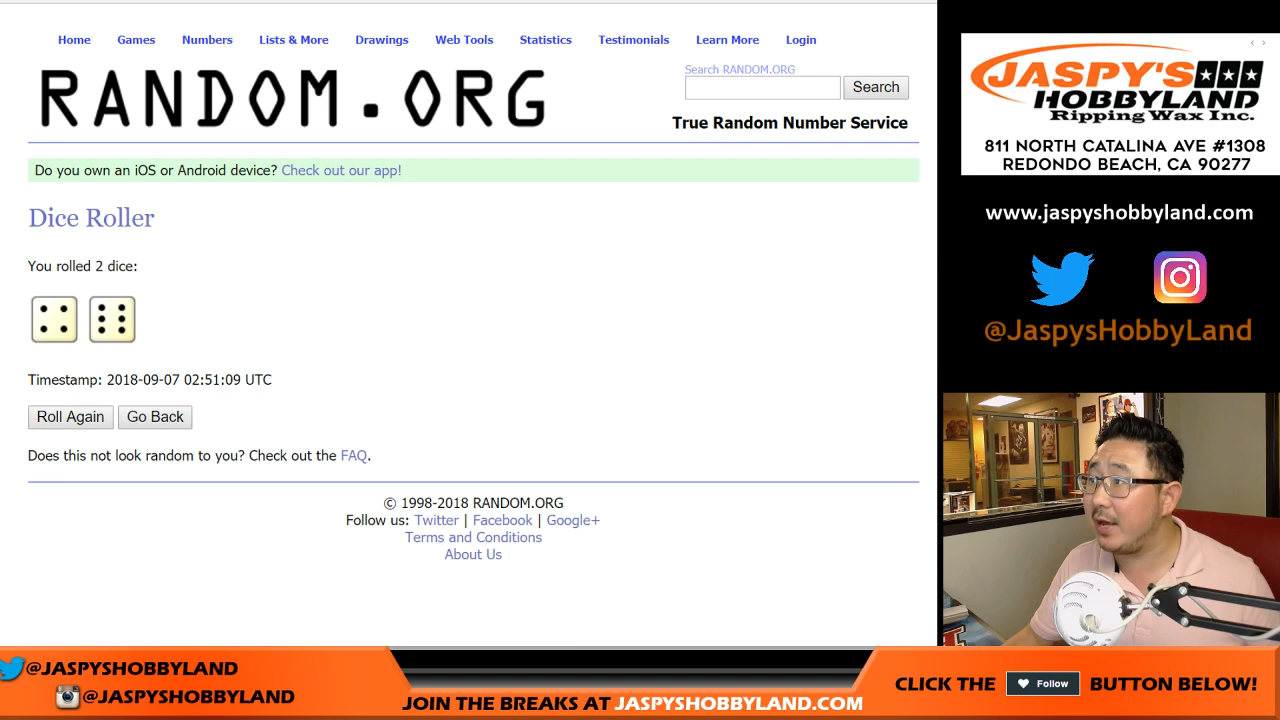 Home Games Numbers Lists & More Drawings Web Tools Statistics Testimonials Learn More Login
RANDOM.ORG
Search RANDOM.ORG
Search
True Random Number Service
Do you own an iOS or Android device? Check out our app!
Dice Roller
You rolled 2 dice:
Timestamp: 2018-09-07 02:51:09 UTC
Roll Again Go Back
Does this not look random to you? Check out the FAQ.
© 1998-2018 RANDOM.ORG
Follow us: Twitter | Facebook | Google+
Terms and Conditions
About Us
JASPY'S
HOBBYLAND
Ripping Wax Inc.
811 NORTH CATALINA AVE #1308
REDONDO BEACH, CA 90277
www.jaspyshobbyland.com
@JaspysHobbyLand
@JASPYSHOBBYLAND
@JASPYSHOBBYLAND
JOIN THE BREAKS AT JASPYSHOBBYLAND.COM
CLICK THE Follow BUTTON BELOW!